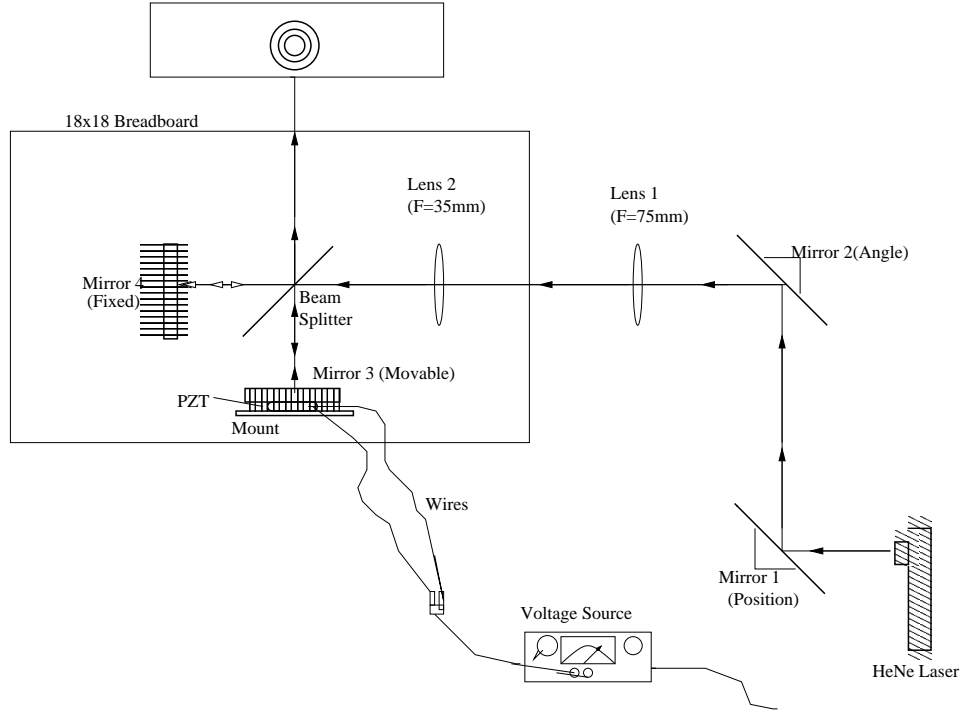 18x18 Breadboard
Lens 2
(F=35mm)
Lens 1
(F=75mm)
Mirror 2(Angle)
Mirror 4
(Fixed)
Beam
Splitter
Mirror 3 (Movable)
PZT
Mount
Wires
Mirror 1
(Position)
Voltage Source
HeNe Laser